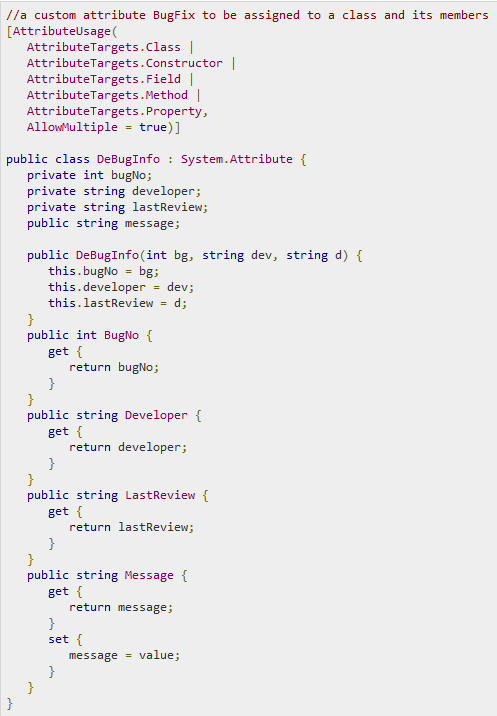 //a custom attribute BugFix to be assigned to a class and its members
[AttributeUsage(
   AttributeTargets.Class |
   AttributeTargets.Constructor |
   AttributeTargets.Field |
   AttributeTargets.Method |
   AttributeTargets.Property,
   AllowMultiple = true)]

public class DeBugInfo : System.Attribute {
   private int bugNo;
   private string developer;
   private string lastReview;
   public string message;

   public DeBugInfo(int bg, string dev, string d) {
      this.bugNo = bg;
      this.developer = dev;
      this.lastReview = d;
   }
   public int BugNo {
      get {
         return bugNo;
      }
   }
   public string Developer {
      get {
         return developer;
      }
   }
   public string LastReview {
      get {
         return lastReview;
      }
   }
   public string Message {
      get {
         return message;
      }
      set {
         message = value;
      }
   }
}